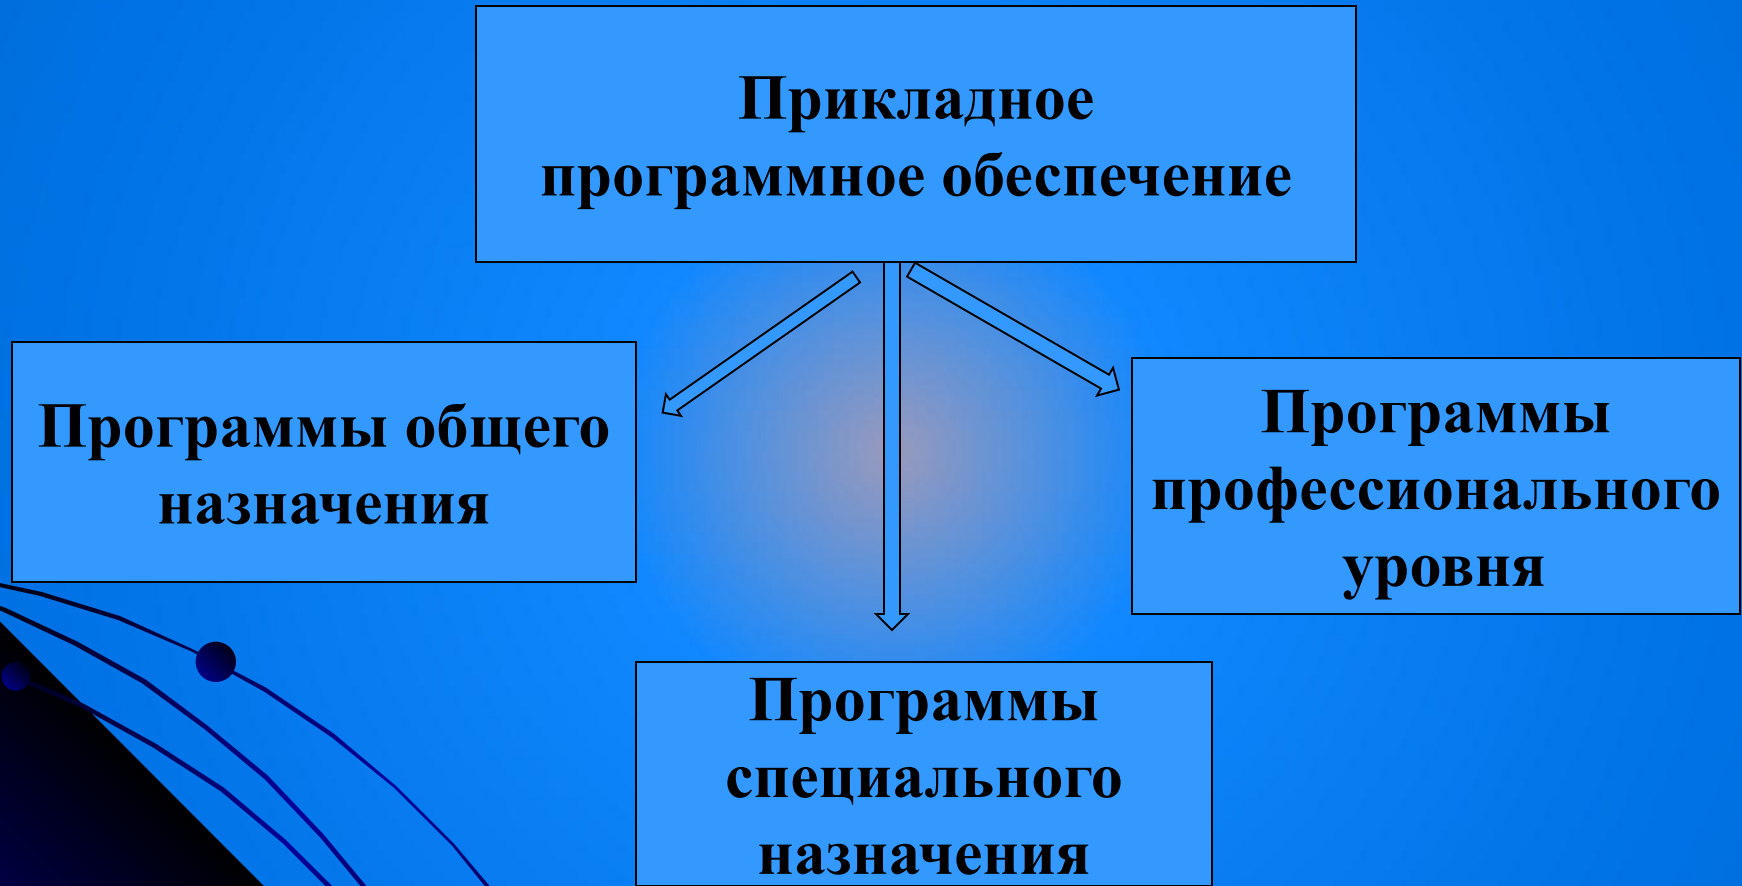 Прикладное
программное обеспечение
Программы общего
назначения
Программы
профессионального
уровня
Программы
специального
назначения